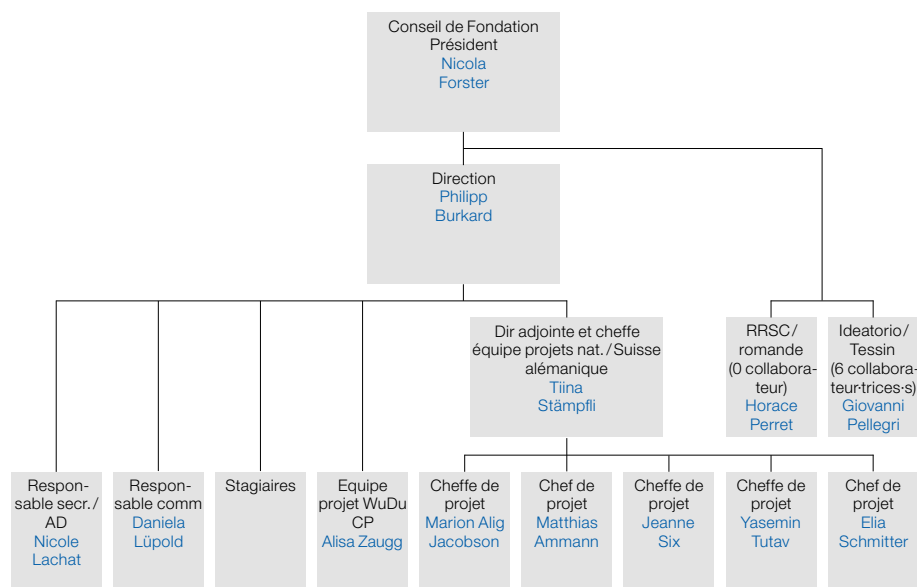 Conseil de Fondation
Président
Nicola
Forster
Direction
Philipp
Burkard
Dir adjointe et cheffe
équipe projets nat. / Suisse
alémanique
Tiina
Stämpfli
RRSC /
romande
(0 collabora-
teur)
Horace
Perret
Ideatorio /
Tessin
(6 collabora-
teur·trices·s)
Giovanni
Pellegri
Respon-
sable secr. /
AD
Nicole
Lachat
Respon-
sable comm
Daniela
Lüpold
Stagiaires
Equipe
projet WuDu
CP
Alisa Zaugg
Cheffe de
projet
Marion Alig
Jacobson
Chef de
projet
Matthias
Ammann
Cheffe de
projet
Jeanne
Six
Cheffe de
projet
Yasemin
Tutav
Chef de
projet
Elia
Schmitter